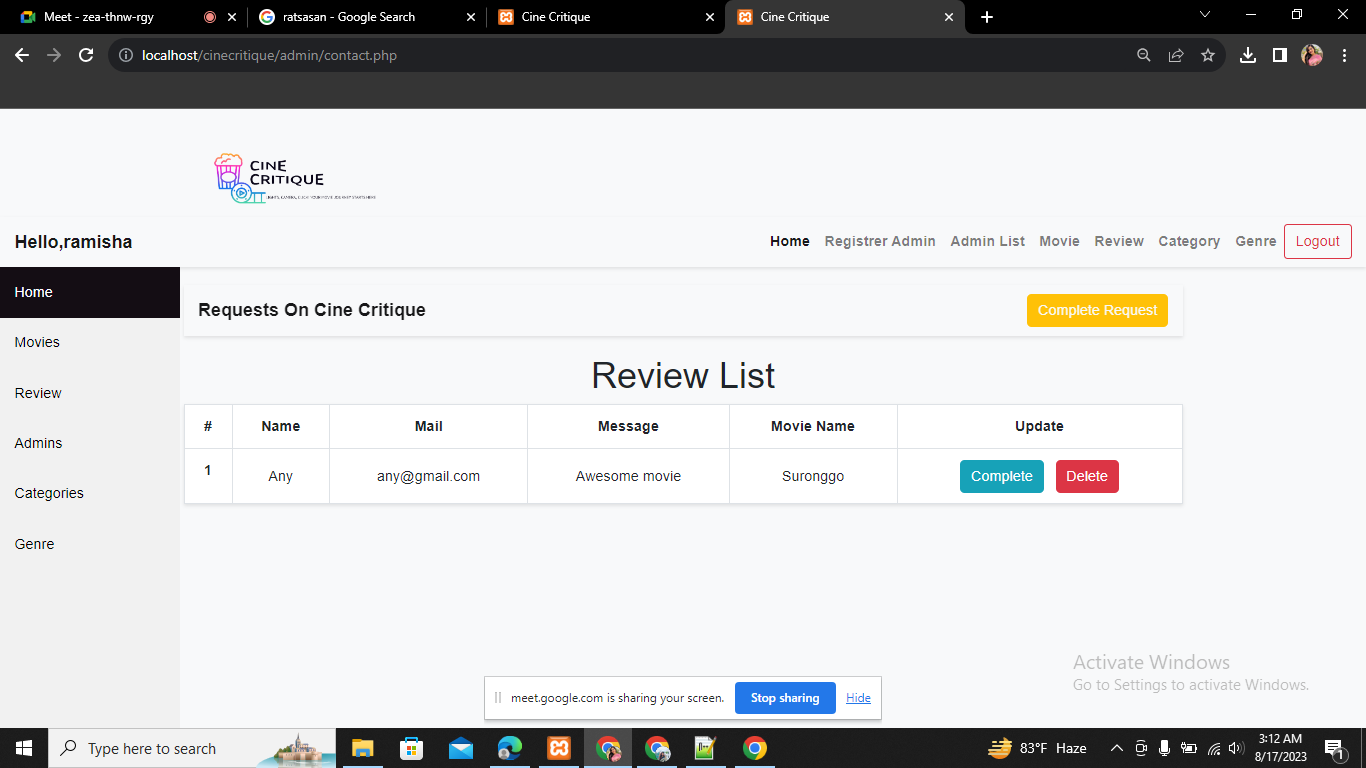 Meet - zea-thnw-rgy
ratsasan - Google Search
Cine Critique
Cine Critique
localhost/cinecritique/admin/contact.php
CINE
CRITIQUE
Hello,ramisha
Home Registrer Admin Admin List Movie Review Category Genre Logout
Home
Movies
Review
Admins
Categories
Genre
Requests On Cine Critique
Complete Request
Review List
# Name Mail Message Movie Name Update
1 Any any@gmail.com Awesome movie Suronggo Complete Delete
Activate Windows
Go to Settings to activate Windows.
meet.google.com is sharing your screen. Stop sharing Hide
Type here to search
83°F Haze
3:12 AM
8/17/2023
1